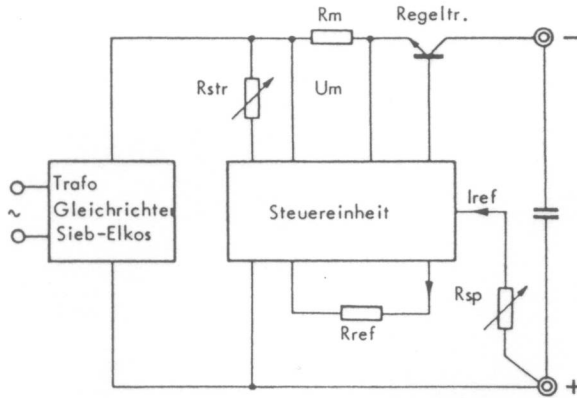 Rm
Regeltr.
−
Rstr
Um
Trafo
~
Gleichrichter
Sieb-Elkos
Steuereinheit
Iref
Rsp
Rref
+